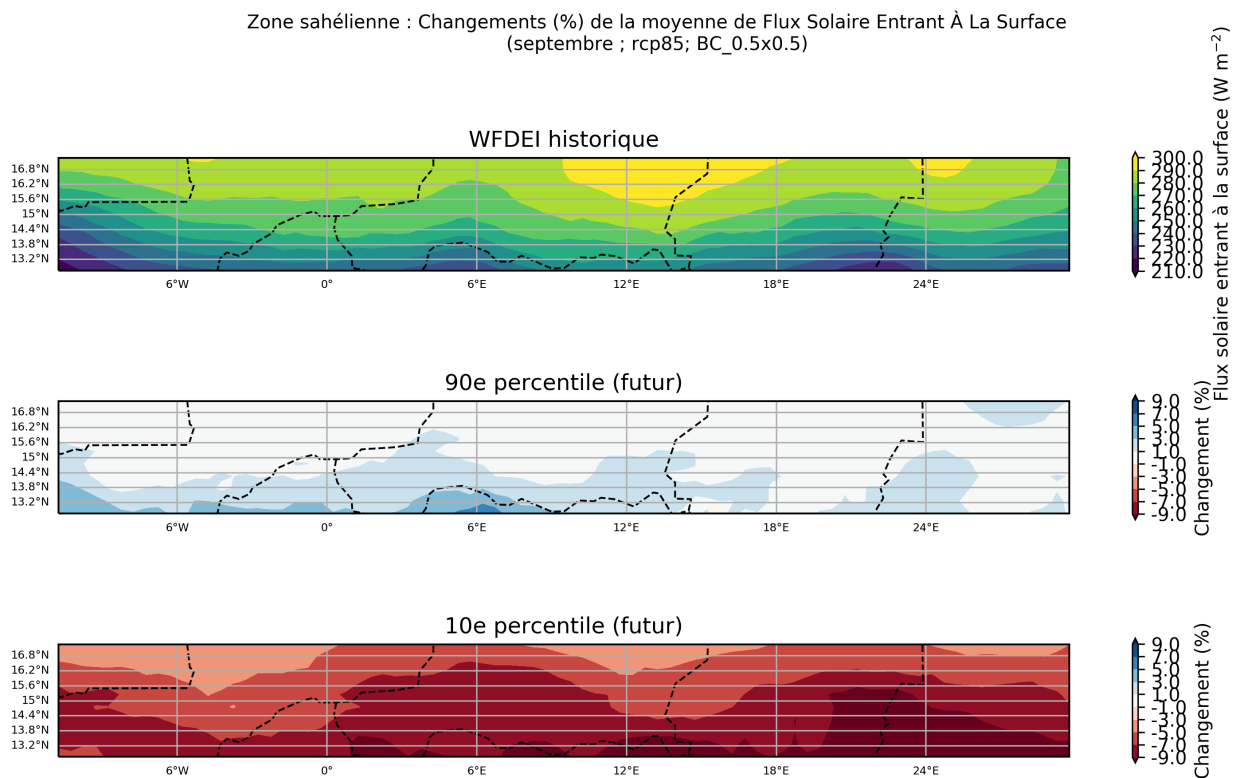 Zone sahélienne : Changements (%) de la moyenne de Flux Solaire Entrant À La Surface
(septembre ; rcp85; BC_0.5x0.5)
WFDEI historique
16.8°N
16.2°N
15.6°N
15°N
14.4°N
13.8°N
13.2°N
6°W 0° 6°E 12°E 18°E 24°E
300.0
290.0
280.0
270.0
260.0
250.0
240.0
230.0
220.0
210.0
Flux solaire entrant à la surface (W m⁻²)
90e percentile (futur)
16.8°N
16.2°N
15.6°N
15°N
14.4°N
13.8°N
13.2°N
6°W 0° 6°E 12°E 18°E 24°E
9.0
7.0
5.0
3.0
1.0
-1.0
-3.0
-5.0
-7.0
-9.0
Changement (%)
10e percentile (futur)
16.8°N
16.2°N
15.6°N
15°N
14.4°N
13.8°N
13.2°N
6°W 0° 6°E 12°E 18°E 24°E
9.0
7.0
5.0
3.0
1.0
-1.0
-3.0
-5.0
-7.0
-9.0
Changement (%)